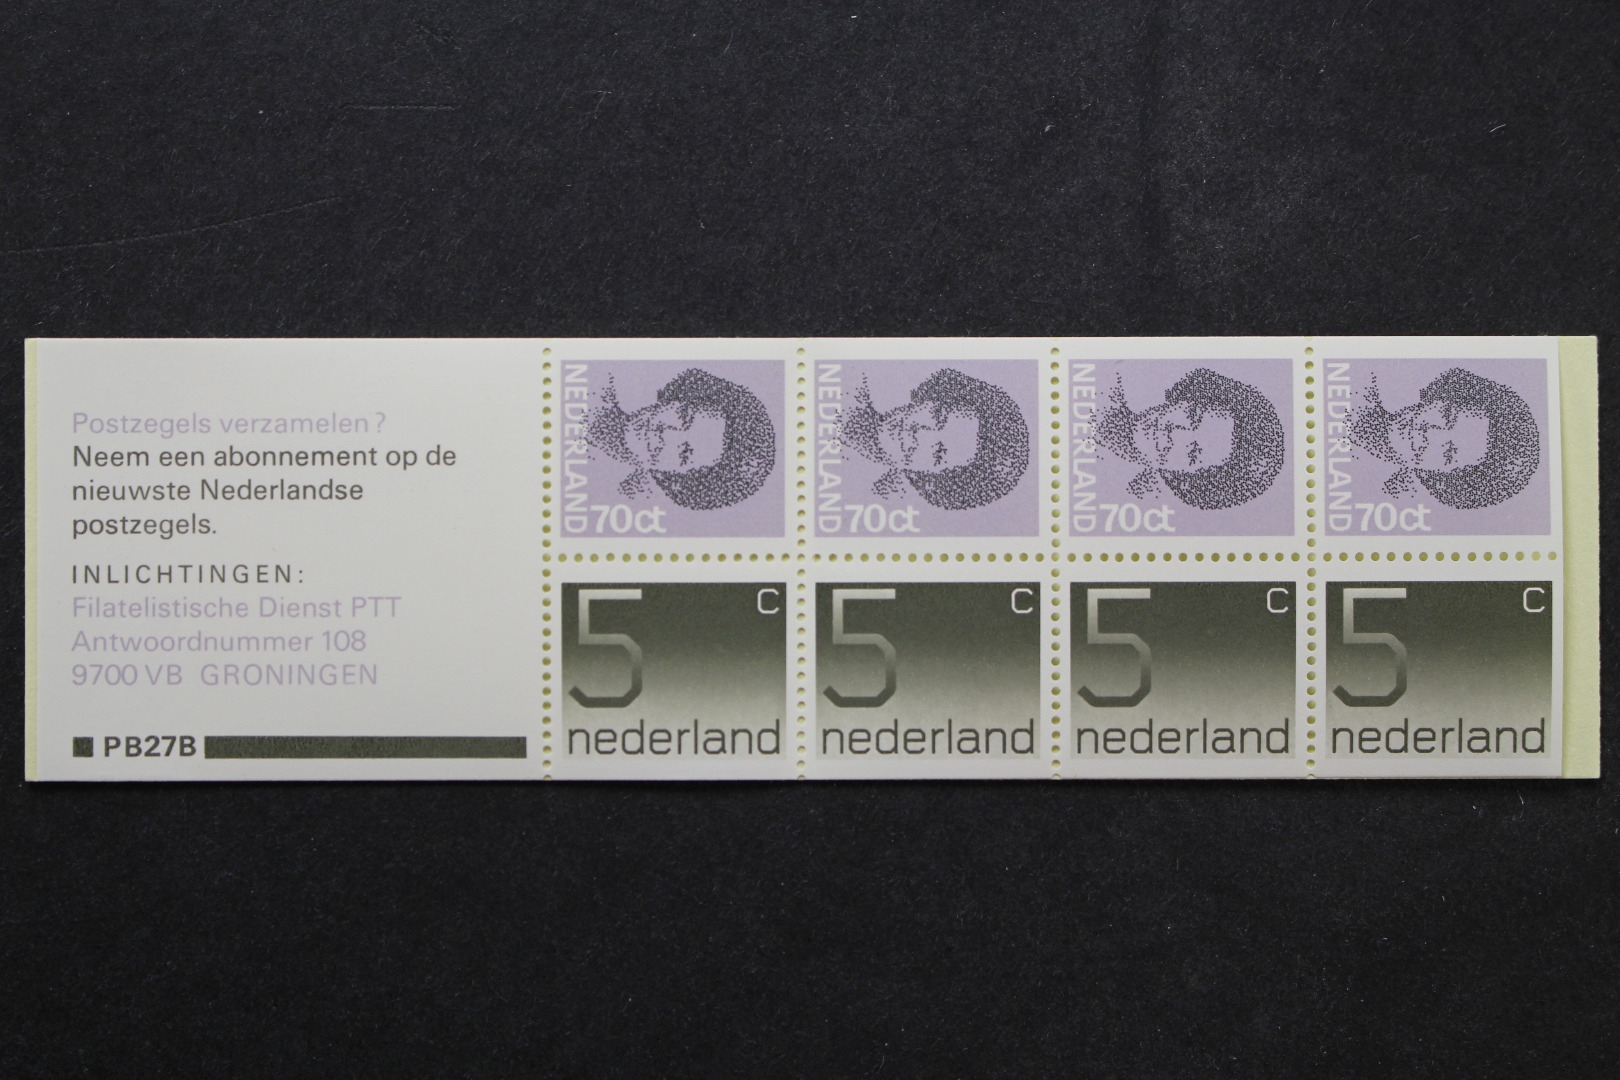 Postzegels verzamelen?
Neem een abonnement op de
nieuwste Nederlandse
postzegels.
INLICHTINGEN:
Filatelistische Dienst PTT
Antwoordnummer 108
9700 VB GRONINGEN
PB27B
NEDERLAND 70ct
NEDERLAND 70ct
NEDERLAND 70ct
NEDERLAND 70ct
5 c
nederland
5 c
nederland
5 c
nederland
5 c
nederland